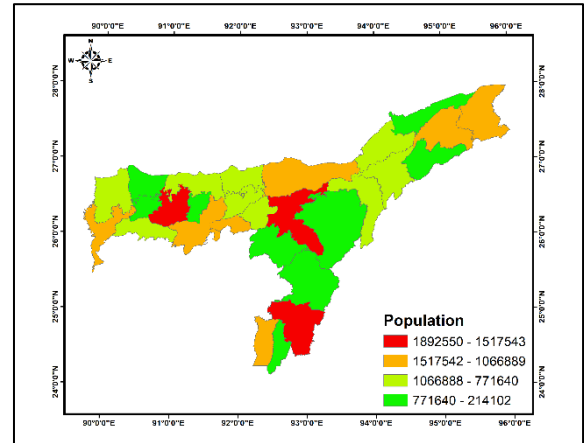 90°0'0"E 91°0'0"E 92°0'0"E 93°0'0"E 94°0'0"E 95°0'0"E 96°0'0"E
N
W E
S
28°0'0"N 28°0'0"N
27°0'0"N 27°0'0"N
26°0'0"N 26°0'0"N
25°0'0"N 25°0'0"N
24°0'0"N 24°0'0"N
Population
1892550 - 1517543
1517542 - 1066889
1066888 - 771640
771640 - 214102
90°0'0"E 91°0'0"E 92°0'0"E 93°0'0"E 94°0'0"E 95°0'0"E 96°0'0"E